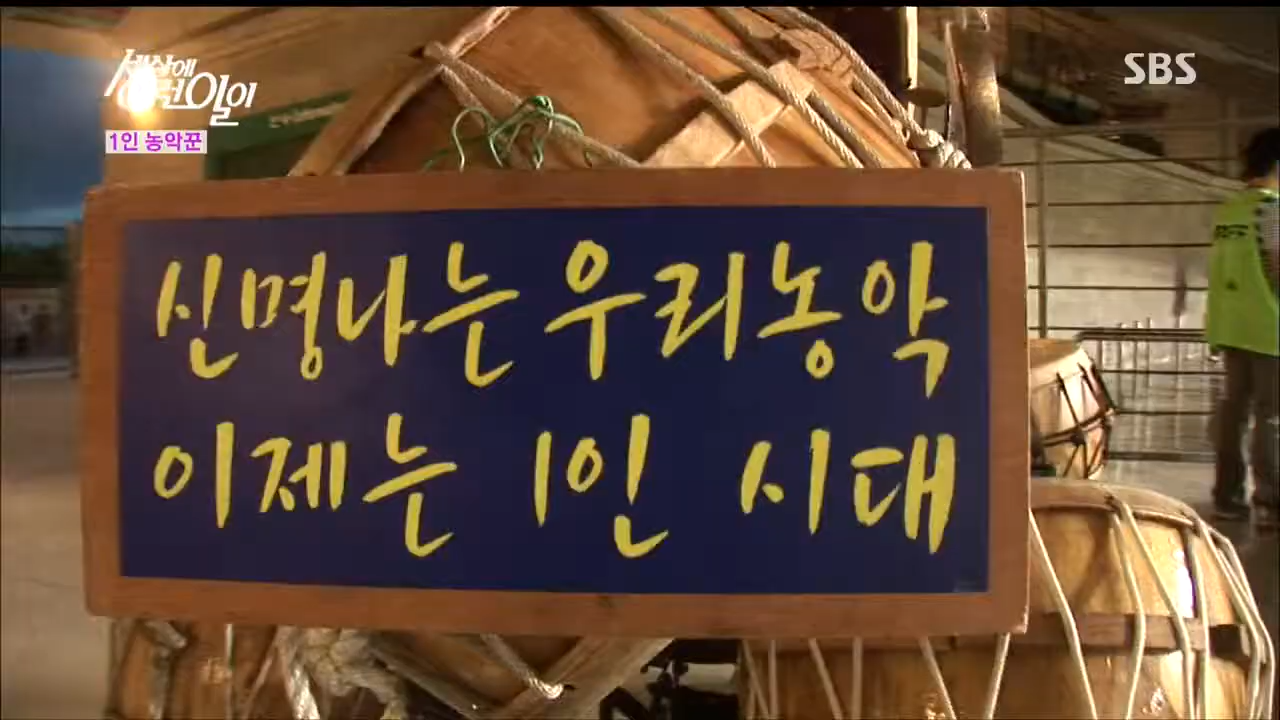 세상에 이런일이
SBS
1인 농악꾼
신명나는 우리농악
이제는 1인 시대